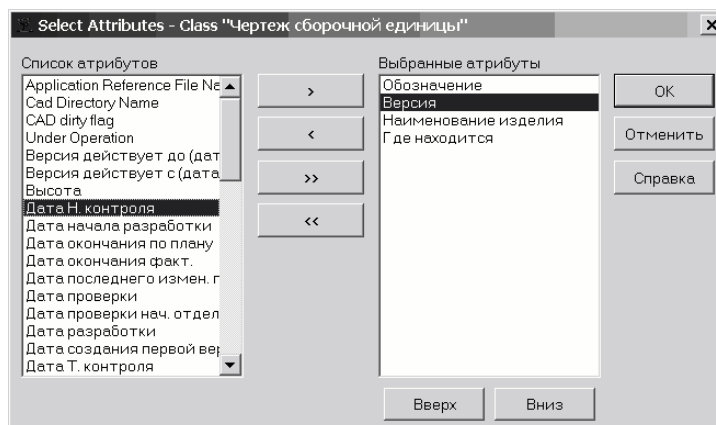 Select Attributes - Class "Чертеж сборочной единицы"
Список атрибутов
Application Reference File Na
Cad Directory Name
CAD dirty flag
Under Operation
Версия действует до (дат
Версия действует с (дата
Высота
Дата Н. контроля
Дата начала разработки
Дата окончания по плану
Дата окончания факт.
Дата последнего измен. г
Дата проверки
Дата проверки нач. отдел
Дата разработки
Дата создания первой вер
Дата Т. контроля
>
<
>>
<<
Выбранные атрибуты
Обозначение
Версия
Наименование изделия
Где находится
Вверх
Вниз
OK
Отменить
Справка